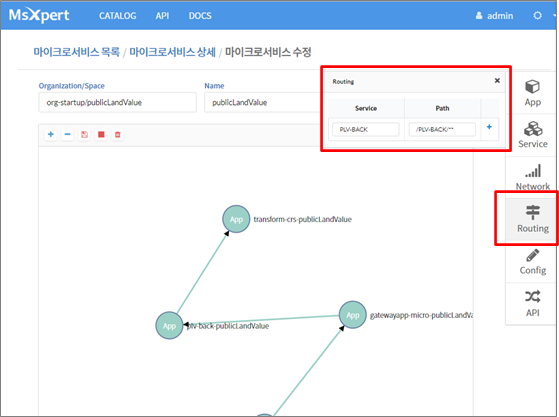 MsXpert CATALOG API DOCS admin
마이크로서비스 목록 / 마이크로서비스 상세 / 마이크로서비스 수정
Organization/Space Name
org-startup/publicLandValue publicLandValue
Routing ×
Service Path
PLV-BACK /PLV-BACK/** +
App
Service
Network
Routing
Config
API
App transform-crs-publicLandValue
App plv-back-publicLandValue
App gatewayapp-micro-publicLandVa